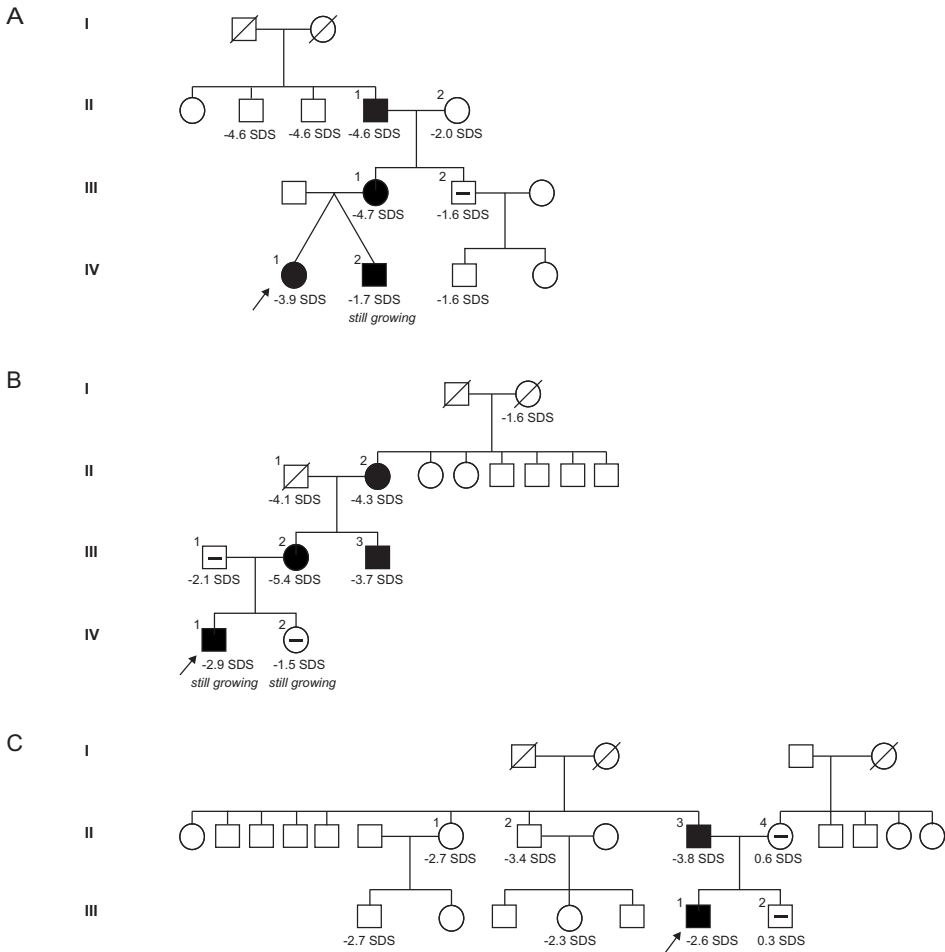 A
I
II
1
2
-4.6 SDS
-4.6 SDS
-4.6 SDS
-2.0 SDS
III
1
2
-4.7 SDS
-1.6 SDS
IV
1
2
-3.9 SDS
-1.7 SDS
-1.6 SDS
still growing
B
I
-1.6 SDS
II
1
2
-4.1 SDS
-4.3 SDS
III
1
2
3
-2.1 SDS
-5.4 SDS
-3.7 SDS
IV
1
2
-2.9 SDS
-1.5 SDS
still growing
still growing
C
I
II
1
2
3
4
-2.7 SDS
-3.4 SDS
-3.8 SDS
0.6 SDS
III
1
2
-2.7 SDS
-2.3 SDS
-2.6 SDS
0.3 SDS